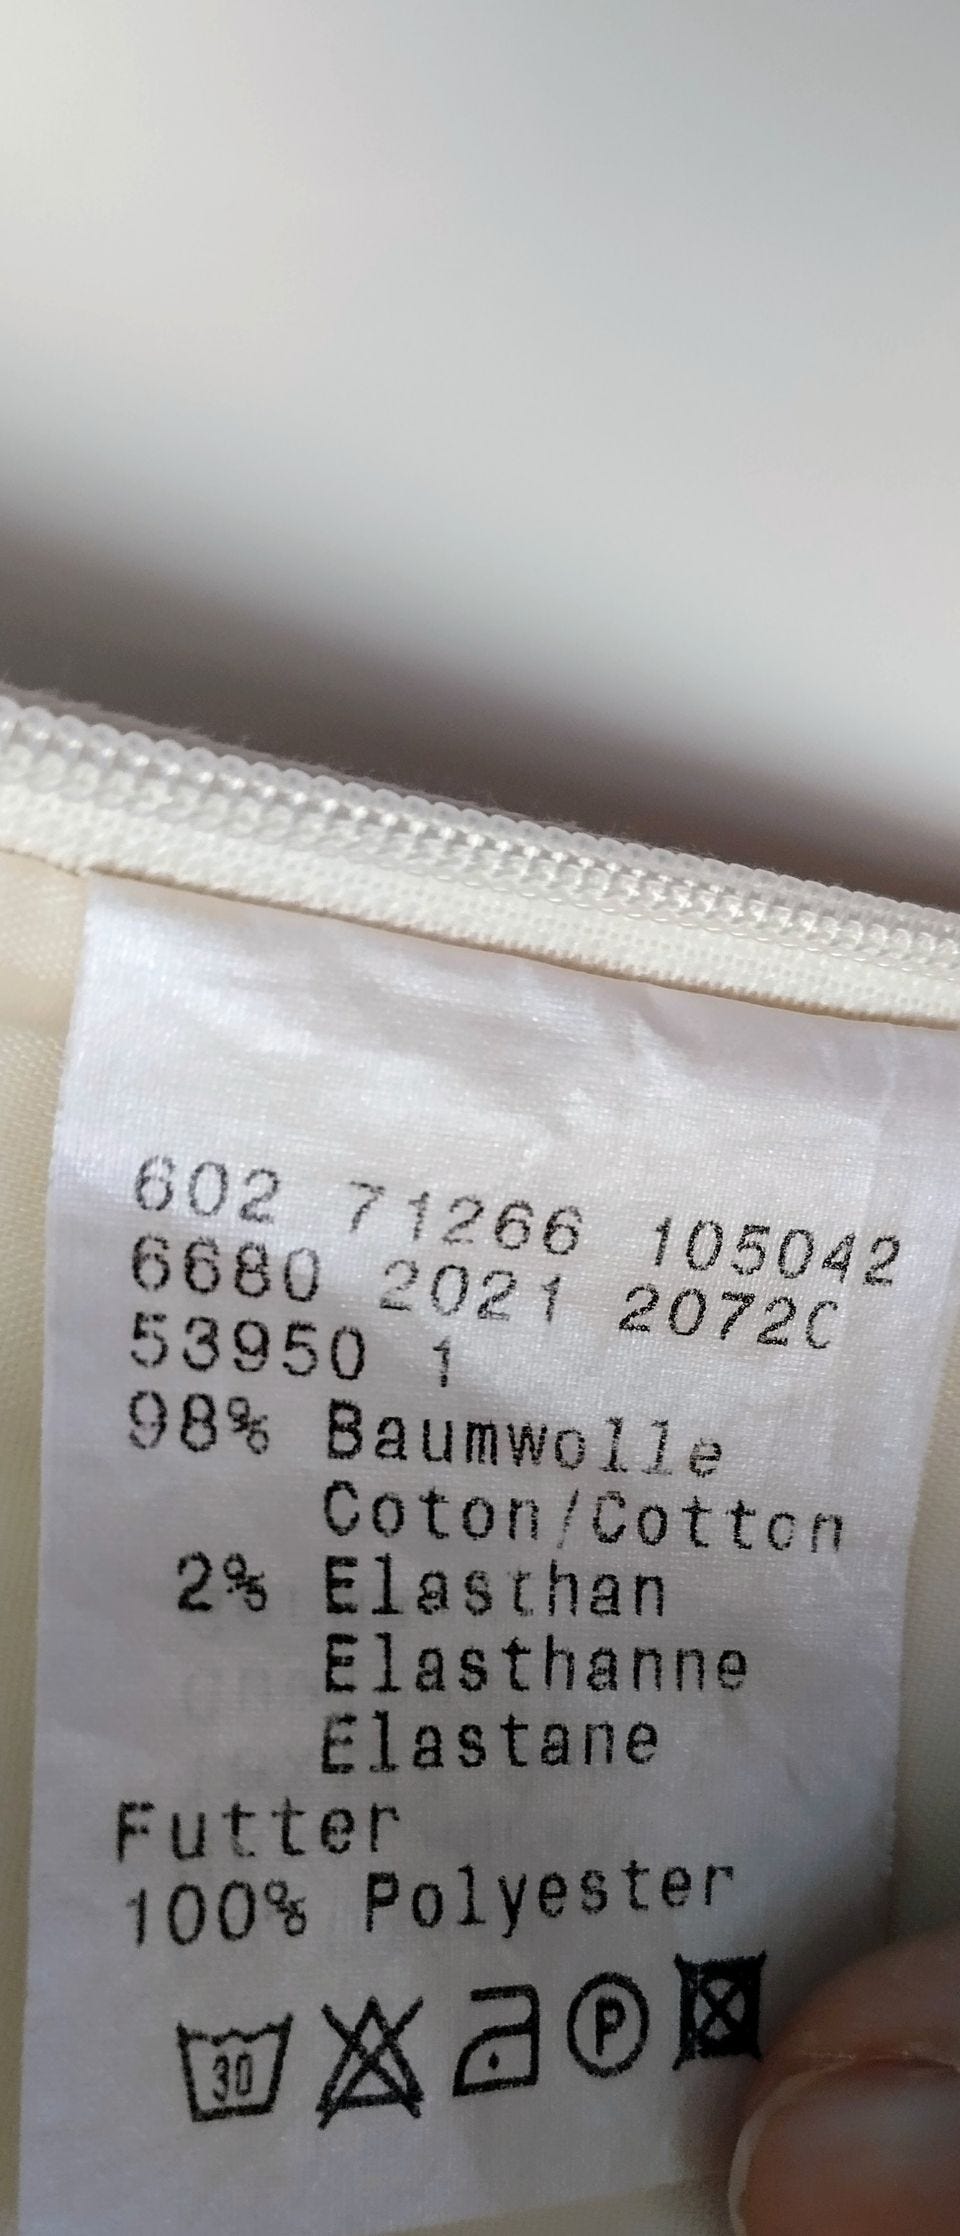 602 71266 105042
6680 2021 2072C
53950 1
98% Baumwolle
Coton/Cotton
2% Elasthan
Elasthanne
Elastane
Futter
100% Polyester
30 P